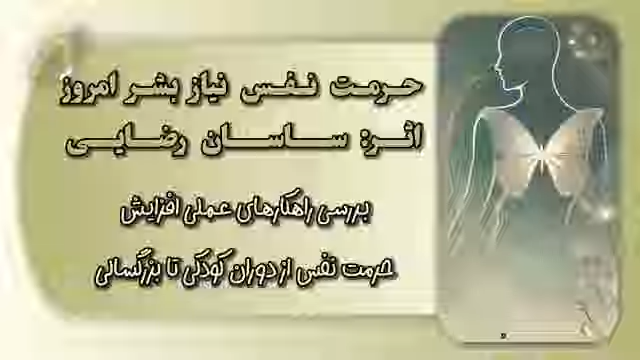 حرمت نفس نیاز بشر امروز
اثر: ساسان رضایی
بررسی راهکارهای عملی افزایش
حرمت نفس از دوران کودکی تا بزرگسالی